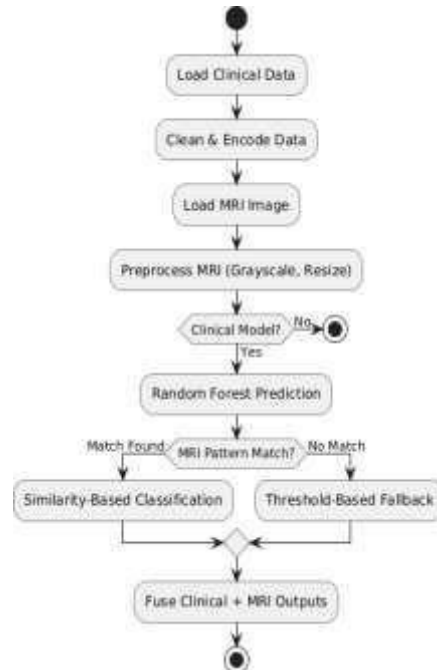 Load Clinical Data
Clean & Encode Data
Load MRI Image
Preprocess MRI (Grayscale, Resize)
Clinical Model?
No
Yes
Random Forest Prediction
Match Found
MRI Pattern Match?
No Match
Similarity-Based Classification
Threshold-Based Fallback
Fuse Clinical + MRI Outputs